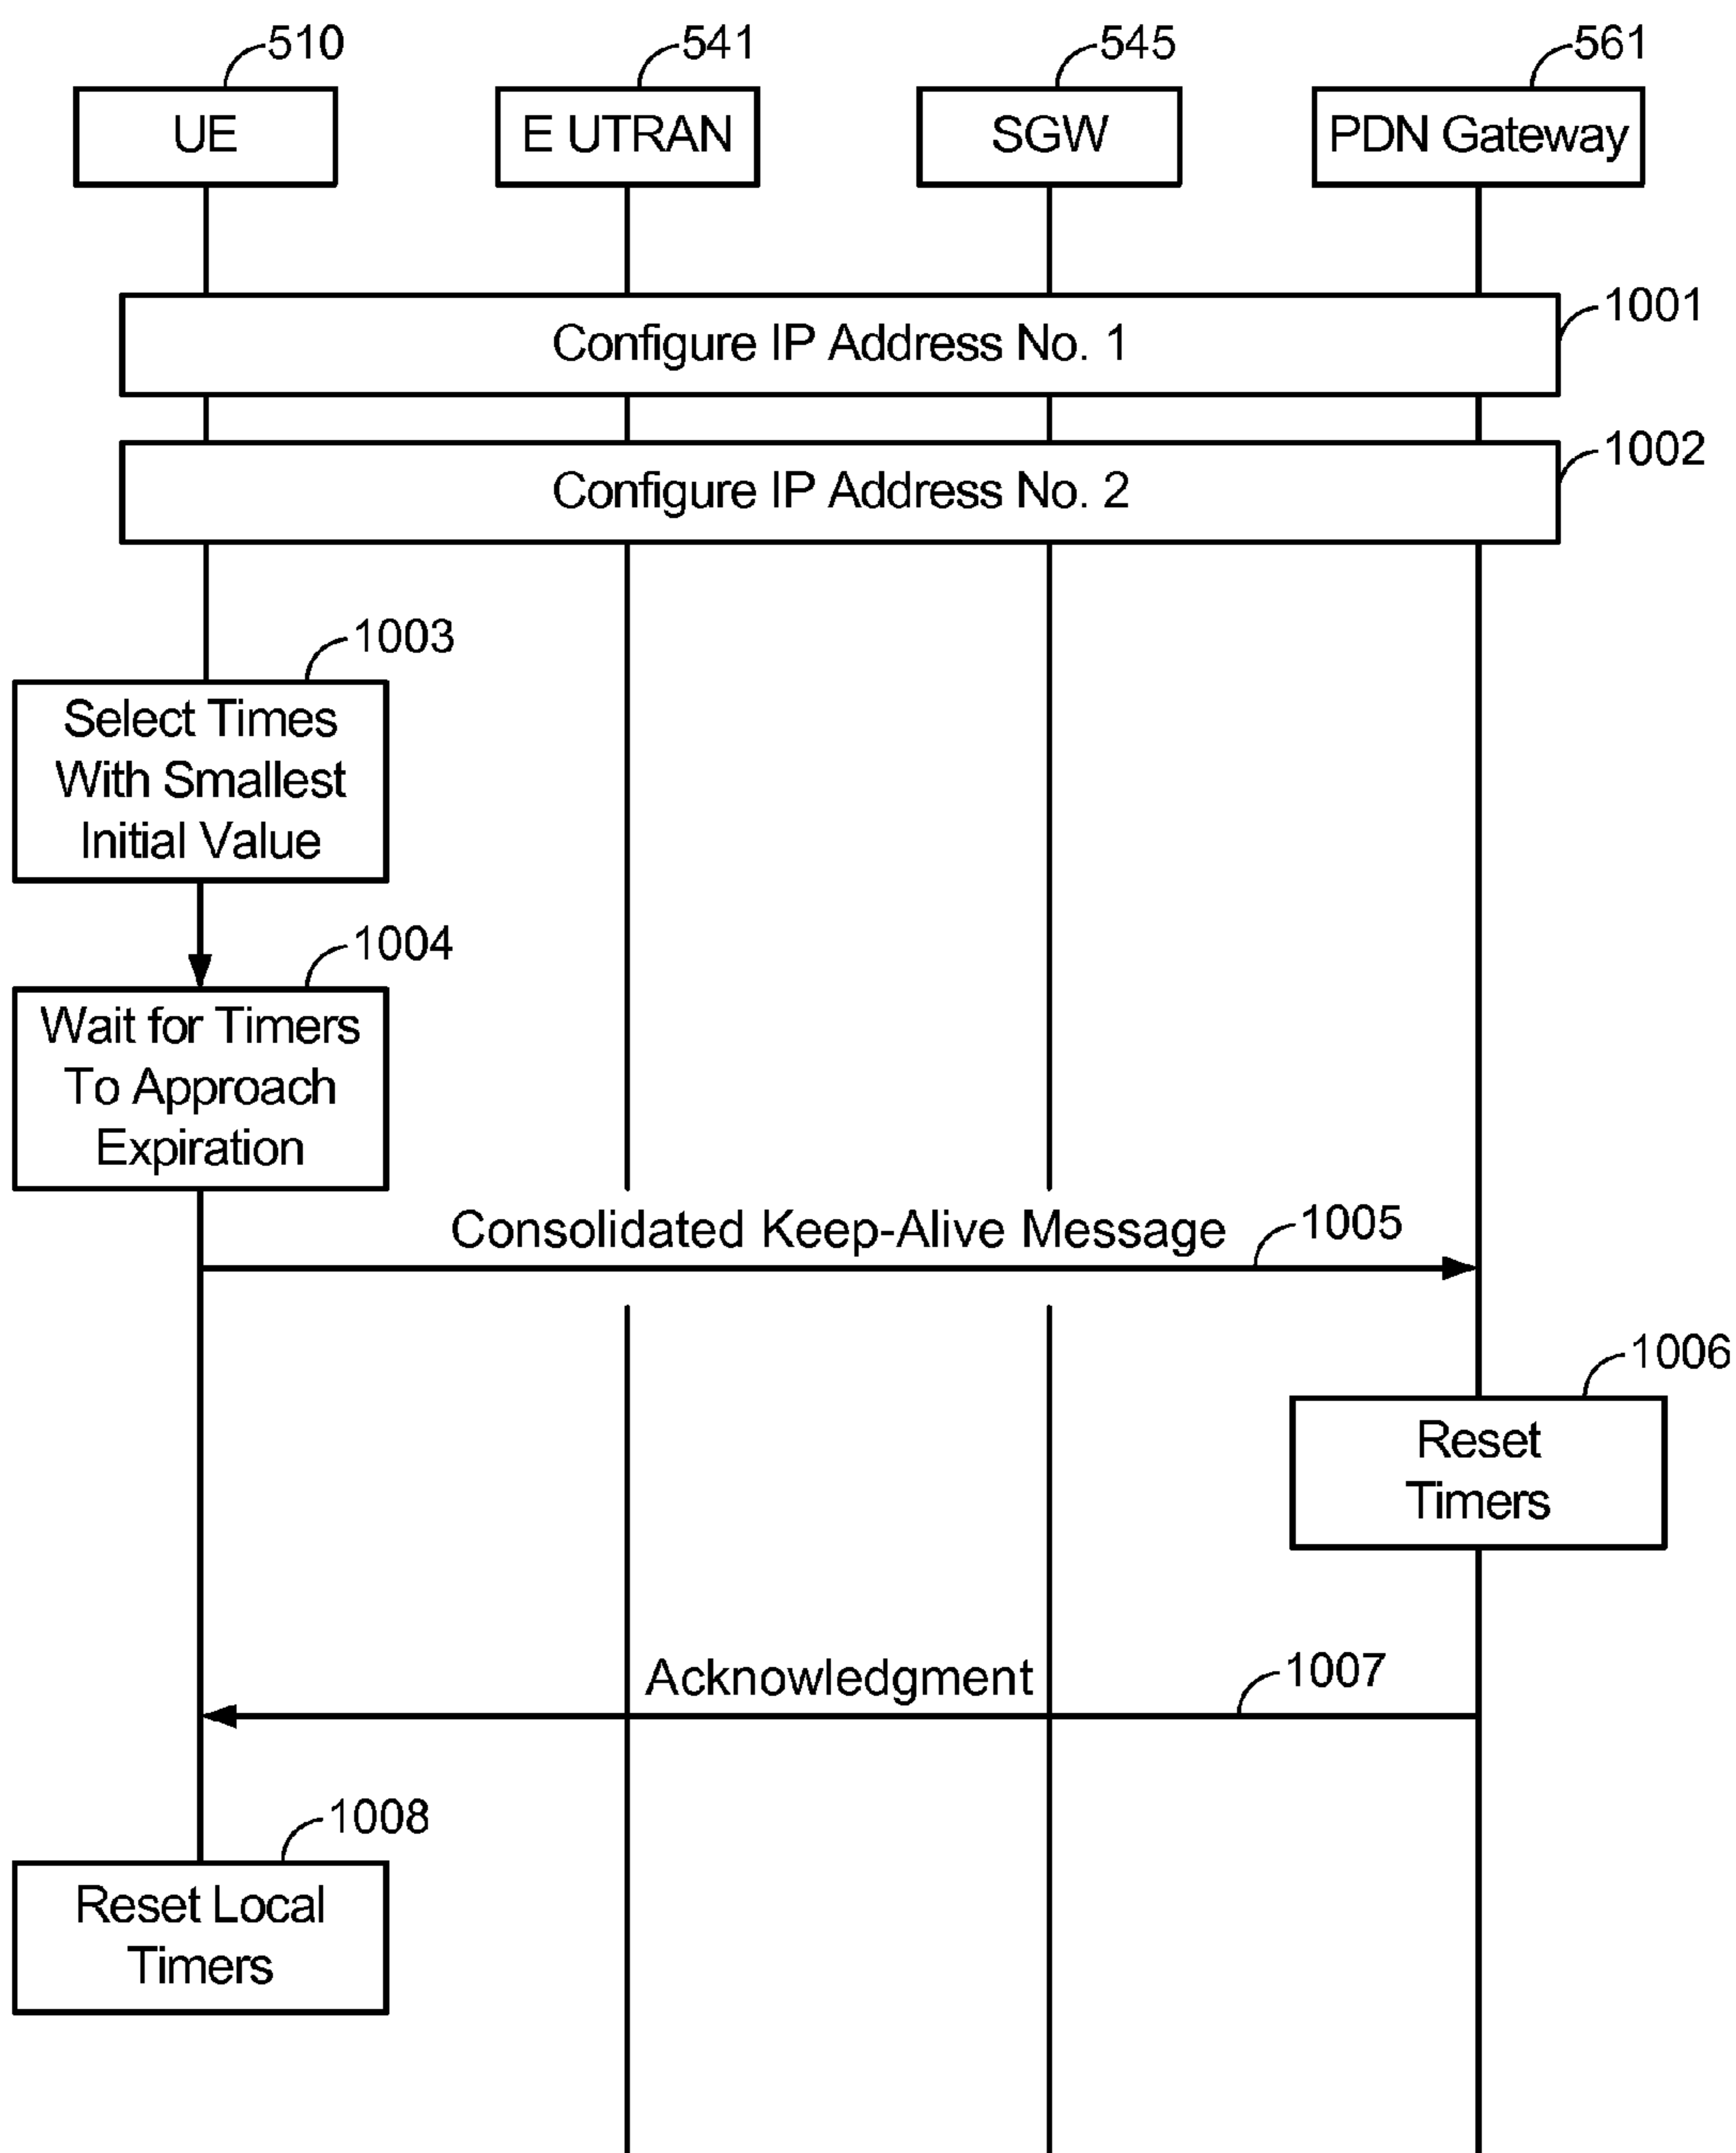 510
541
545
561
UE
E UTRAN
SGW
PDN Gateway
1001
Configure IP Address No. 1
1002
Configure IP Address No. 2
1003
Select Times
With Smallest
Initial Value
1004
Wait for Timers
To Approach
Expiration
Consolidated Keep-Alive Message
1005
1006
Reset
Timers
Acknowledgment
1007
1008
Reset Local
Timers